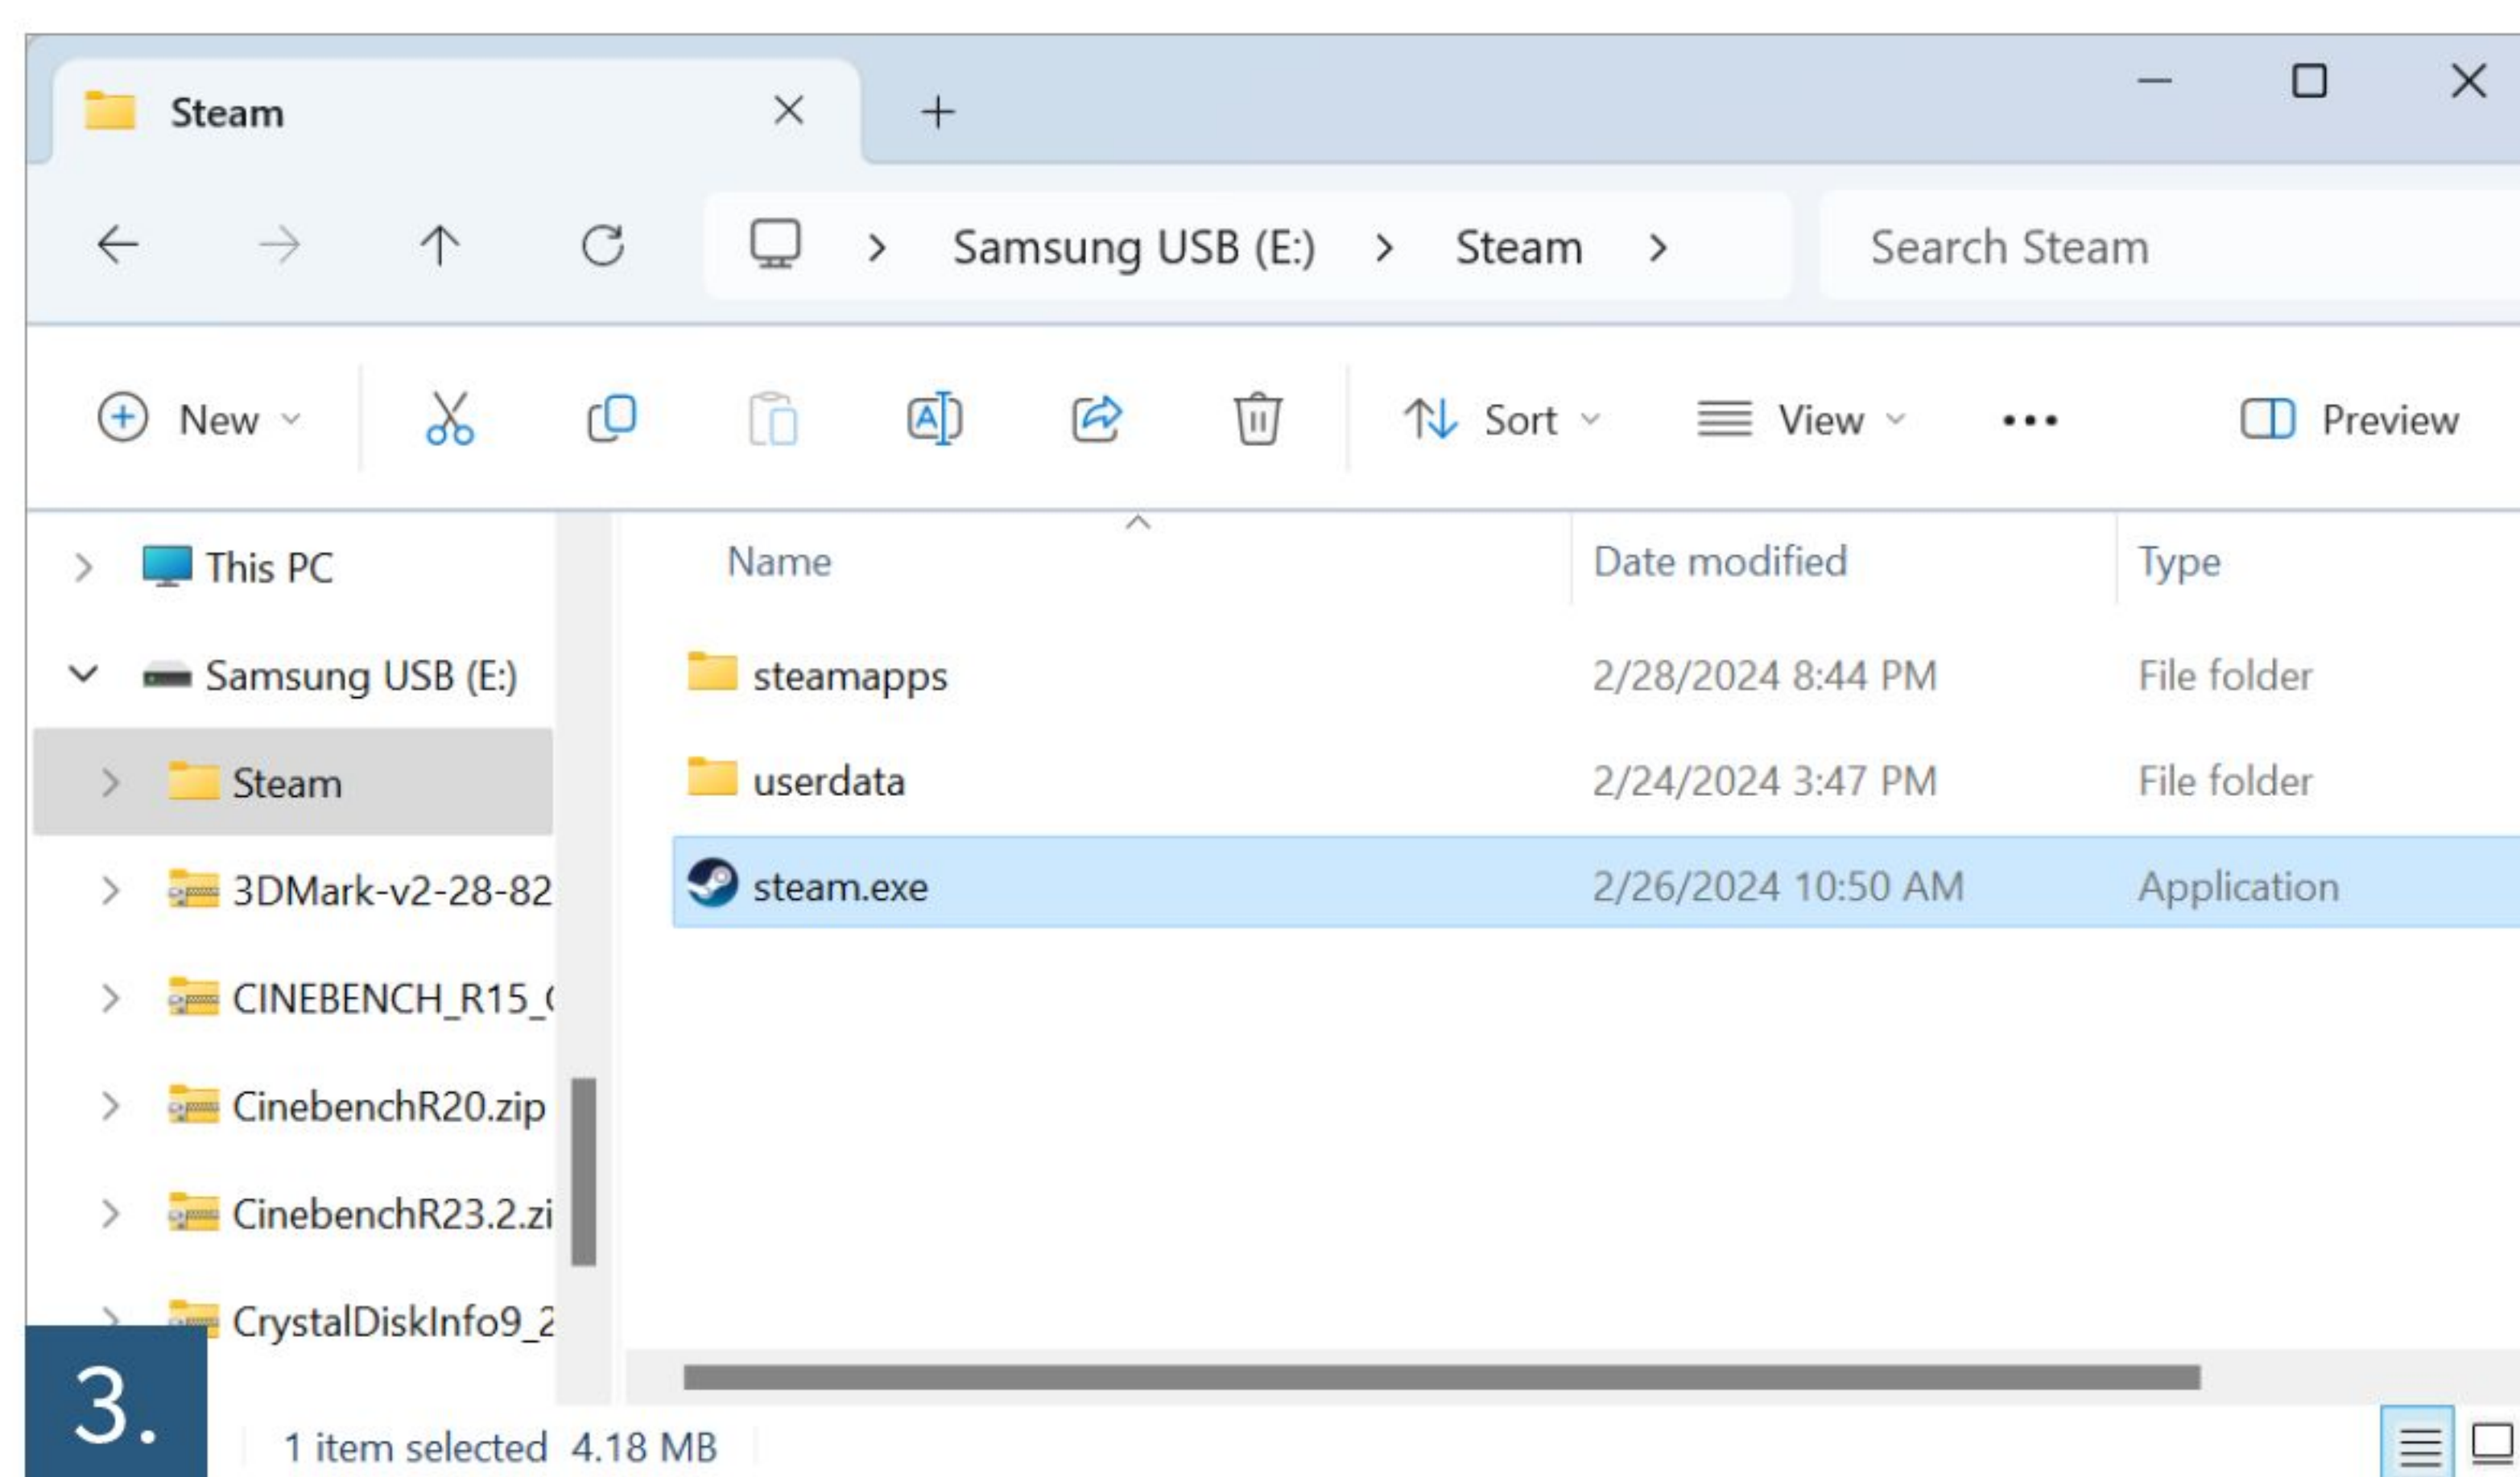 Steam
Samsung USB (E:) Steam Search Steam
New Sort View Preview
Name Date modified Type
This PC
Samsung USB (E:)
Steam
3DMark-v2-28-82
CINEBENCH_R15_
CinebenchR20.zip
CinebenchR23.2.zi
CrystalDiskInfo9_2
steamapps 2/28/2024 8:44 PM File folder
userdata 2/24/2024 3:47 PM File folder
steam.exe 2/26/2024 10:50 AM Application
3.
1 item selected 4.18 MB